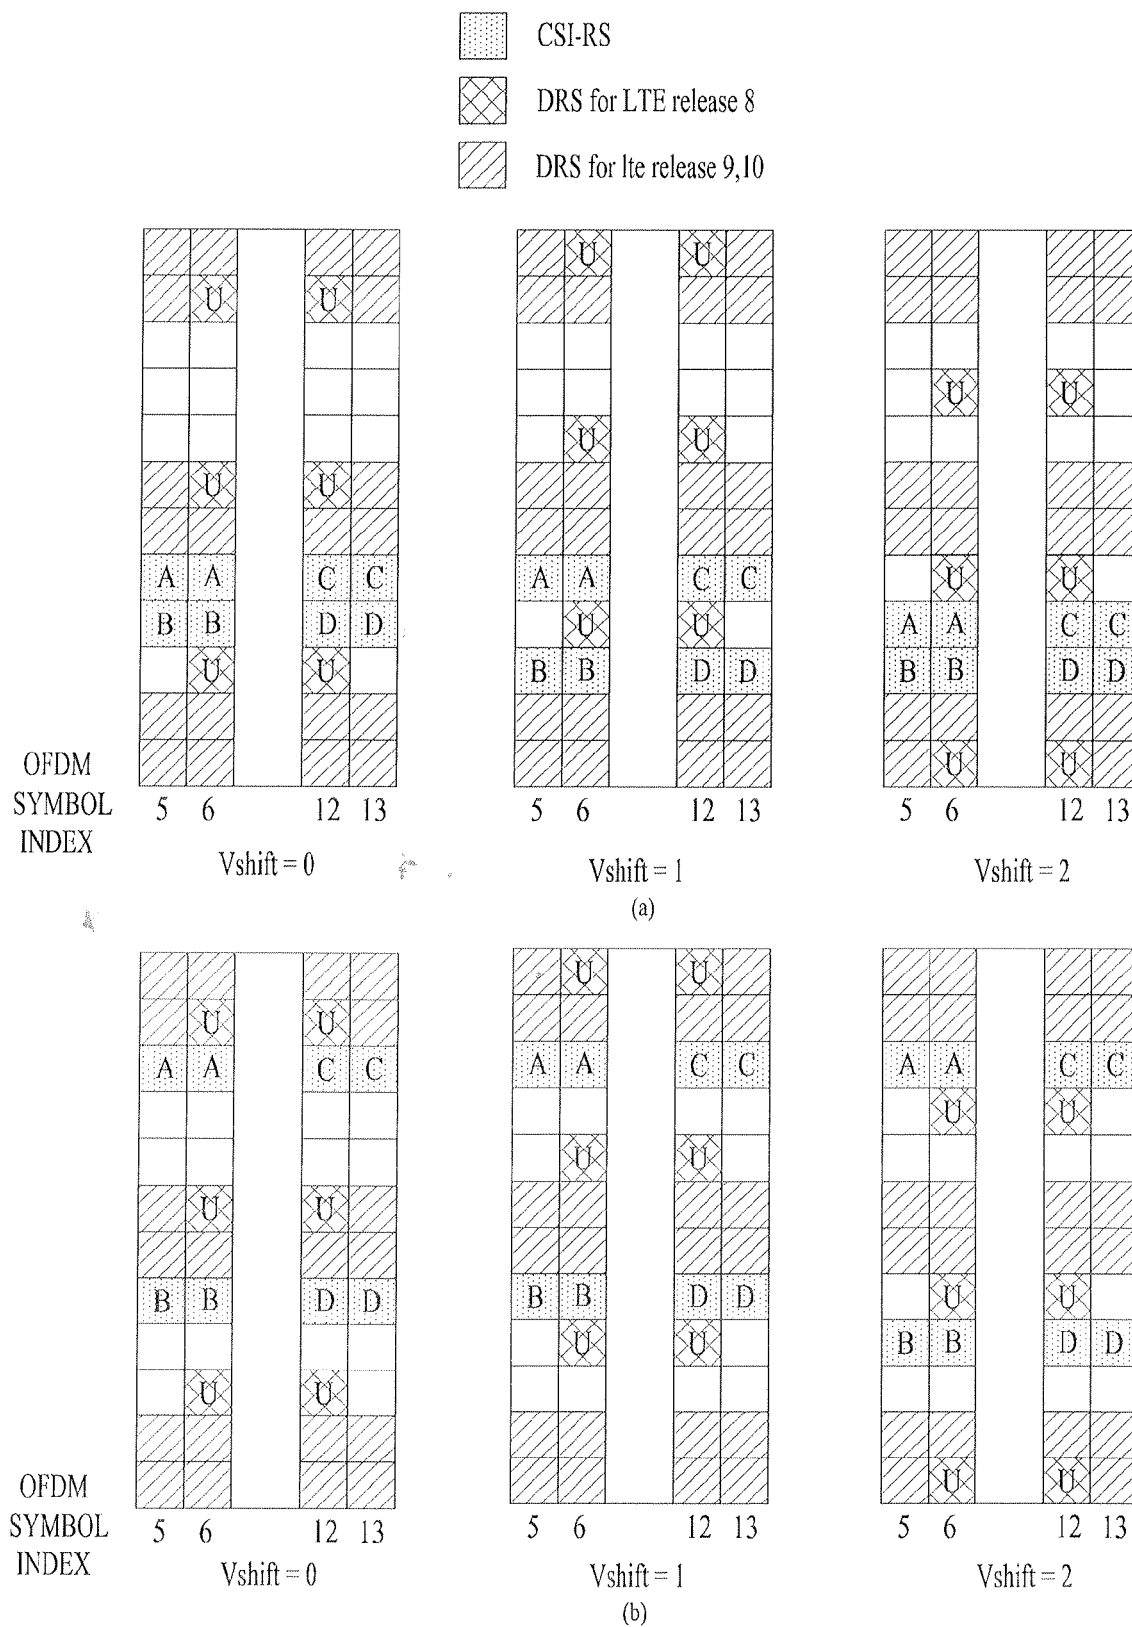 CSI-RS
DRS for LTE release 8
DRS for lte release 9,10
U U
U U
A A C C
B B D D
U U
OFDM
SYMBOL
INDEX
5 6 12 13
Vshift = 0
U U
U U
A A C C
U U
B B D D
5 6 12 13
Vshift = 1
U U
U U
A A C C
B B D D
U U
5 6 12 13
Vshift = 2
(a)
U U
A A C C
U U
B B D D
U U
OFDM
SYMBOL
INDEX
5 6 12 13
Vshift = 0
U U
A A C C
U U
B B D D
U U
5 6 12 13
Vshift = 1
A A C C
U U
U U
B B D D
U U
5 6 12 13
Vshift = 2
(b)